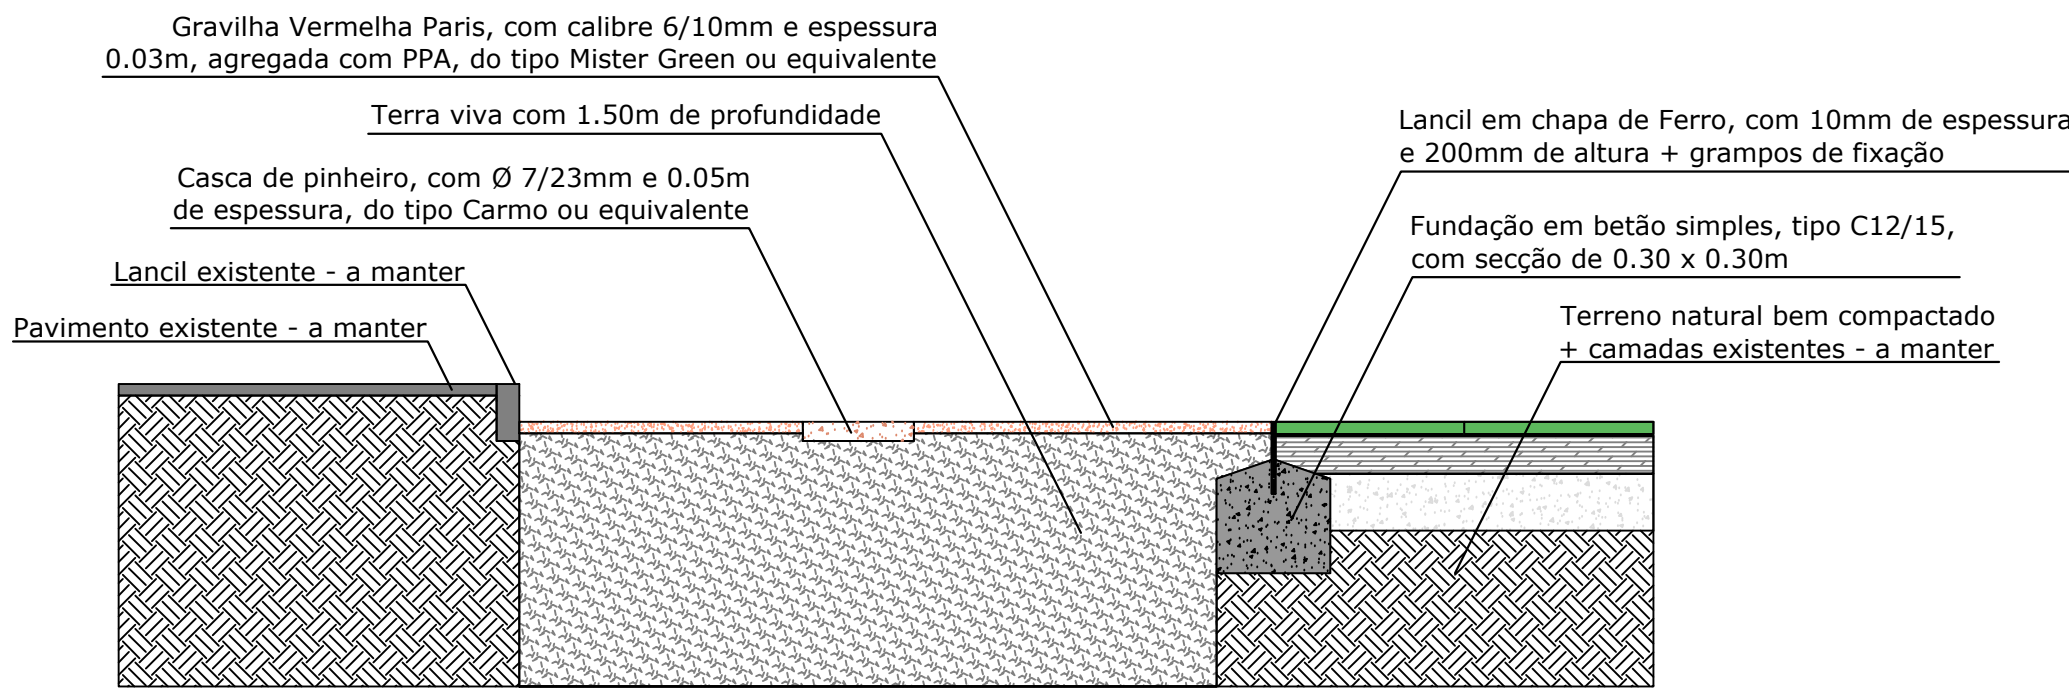 Gravilha Vermelha Paris, com calibre 6/10mm e espessura
0.03m, agregada com PPA, do tipo Mister Green ou equivalente
Terra viva com 1.50m de profundidade
Casca de pinheiro, com Ø 7/23mm e 0.05m
de espessura, do tipo Carmo ou equivalente
Lancil existente - a manter
Pavimento existente - a manter
Lancil em chapa de Ferro, com 10mm de espessura
e 200mm de altura + grampos de fixação
Fundação em betão simples, tipo C12/15,
com secção de 0.30 x 0.30m
Terreno natural bem compactado
+ camadas existentes - a manter